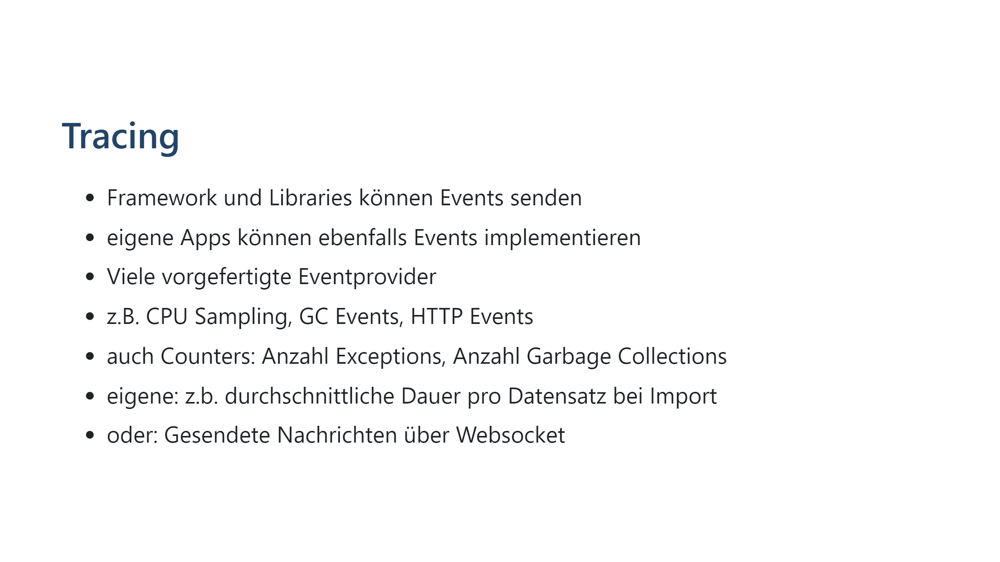 Tracing
• Framework und Libraries können Events senden
• eigene Apps können ebenfalls Events implementieren
• Viele vorgefertigte Eventprovider
• z.B. CPU Sampling, GC Events, HTTP Events
• auch Counters: Anzahl Exceptions, Anzahl Garbage Collections
• eigene: z.b. durchschnittliche Dauer pro Datensatz bei Import
• oder: Gesendete Nachrichten über Websocket